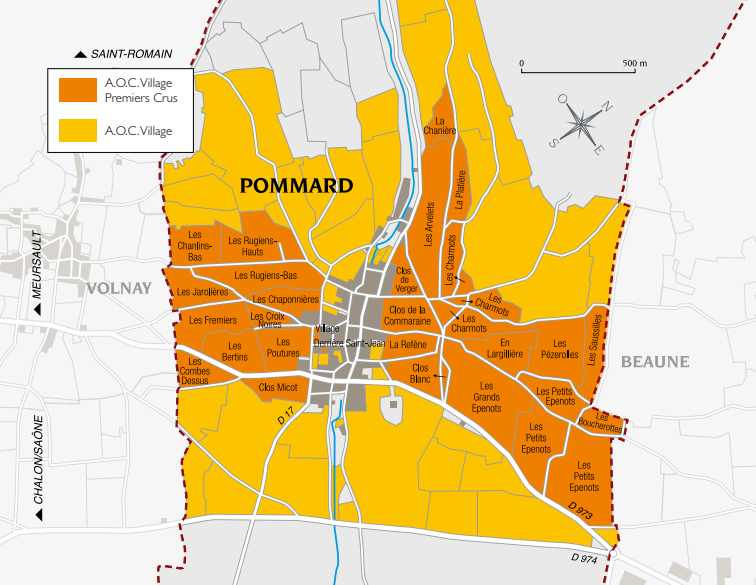 SAINT-ROMAIN
A.O.C.Village
Premiers Crus
A.O.C.Village
0
500 m
O
N
S
E
POMMARD
VOLNAY
BEAUNE
MEURSAULT
CHALON/SAÔNE
La
Chanière
La Platière
Les Arvelets
Les Charmots
Les
Chanlins-
Bas
Les Rugiens-
Hauts
Les Rugiens-Bas
Les Jarolières
Les Chaponnières
Les Fremiers
Les Croix
Noires
Les
Bertins
Les
Poutures
Les
Combes
Dessus
Clos Micot
Village
Derrière Saint-Jean
Clos
de
Verger
Clos de la
Commaraine
La Refène
Clos
Blanc
Les
Charmots
Les
Charmots
En
Largillière
Les
Pézerolles
Les Saussilles
Les
Grands
Epenots
Les Petits
Epenots
Les
Boucherottes
Les
Petits
Epenots
Les
Petits
Epenots
D 17
D 973
D 974